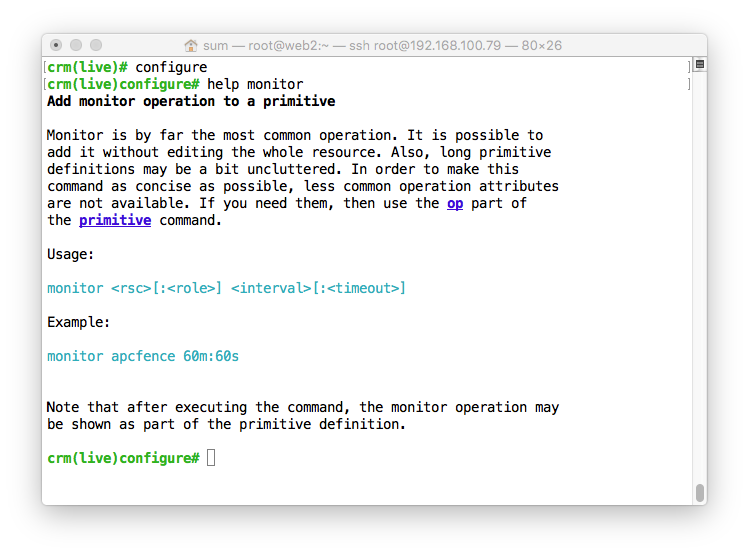 sum — root@web2:~ — ssh root@192.168.100.79 — 80×26
[crm(live)# configure ]
[crm(live)configure# help monitor ]
Add monitor operation to a primitive
Monitor is by far the most common operation. It is possible to
add it without editing the whole resource. Also, long primitive
definitions may be a bit uncluttered. In order to make this
command as concise as possible, less common operation attributes
are not available. If you need them, then use the op part of
the primitive command.
Usage:
monitor <rsc>[:<role>] <interval>[:<timeout>]
Example:
monitor apcfence 60m:60s
Note that after executing the command, the monitor operation may
be shown as part of the primitive definition.
crm(live)configure#